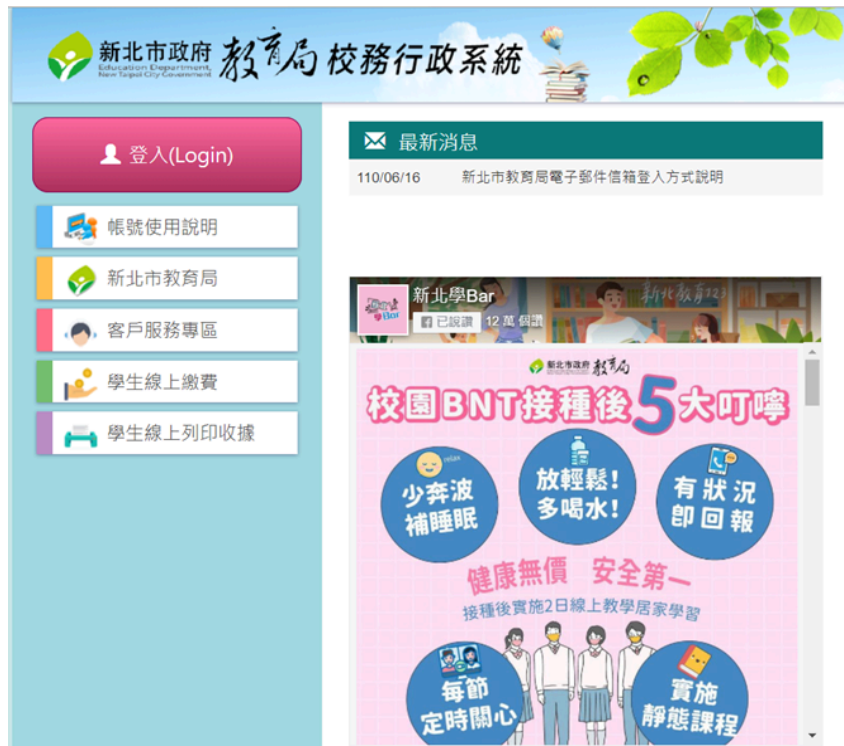 新北市政府 教育局 校務行政系統
Education Department,
New Taipei City Government
登入(Login)
帳號使用說明
新北市教育局
客戶服務專區
學生線上繳費
學生線上列印收據
最新消息
110/06/16 新北市教育局電子郵件信箱登入方式說明
新北學Bar
已說讚 12 萬 個讚
新北教育123
新北市政府 教育局
校園BNT接種後5大叮嚀
relax
少奔波
補睡眠
放輕鬆!
多喝水!
有狀況
即回報
健康無價 安全第一
接種後實施2日線上教學居家學習
每節
定時關心
實施
靜態課程